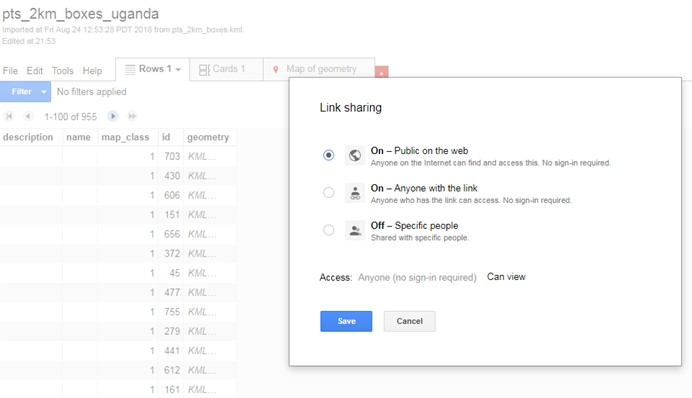 pts_2km_boxes_uganda
Imported at Fri Aug 24 12:53:28 PDT 2018 from pts_2km_boxes.kml.
Edited at 21:53
File Edit Tools Help Rows 1 Cards 1 Map of geometry +
Filter No filters applied
1-100 of 955
description name map_class id geometry
1 703 KML...
1 430 KML...
1 606 KML...
1 151 KML...
1 656 KML...
1 372 KML...
1 45 KML...
1 477 KML...
1 755 KML...
1 279 KML...
1 441 KML...
1 612 KML...
1 161 KML...
Link sharing
On – Public on the web
Anyone on the Internet can find and access this. No sign-in required.
On – Anyone with the link
Anyone who has the link can access. No sign-in required.
Off – Specific people
Shared with specific people.
Access: Anyone (no sign-in required) Can view
Save Cancel